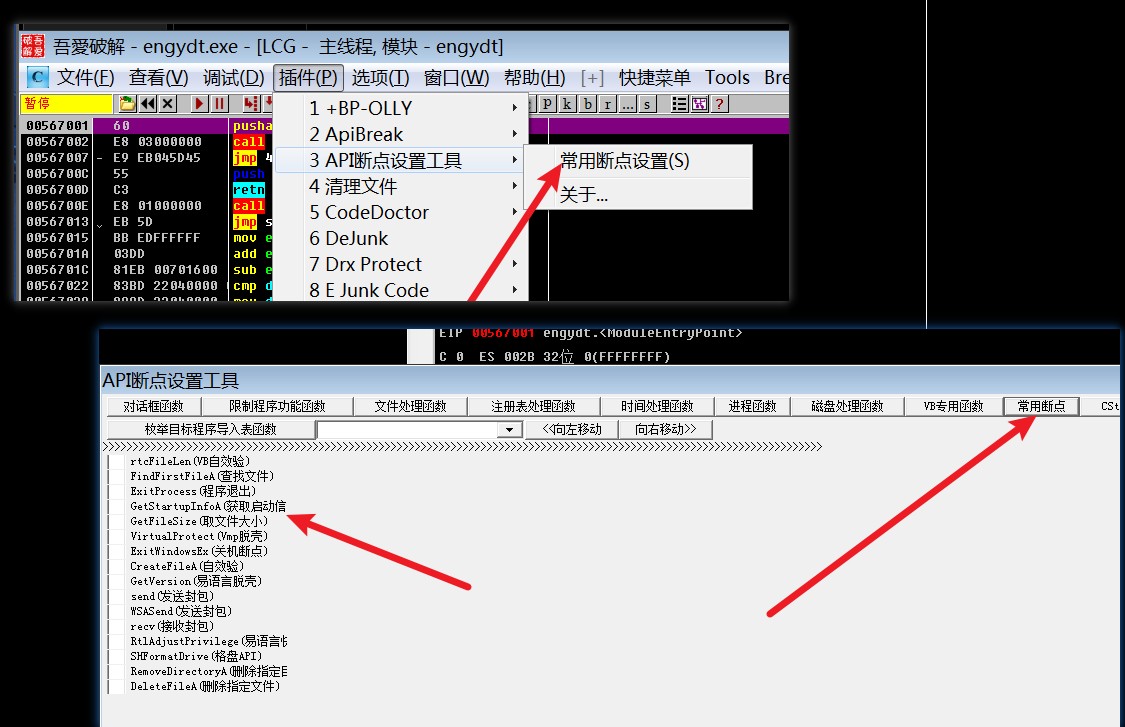 破吾
解爱
吾愛破解 - engydt.exe - [LCG - 主线程, 模块 - engydt]
C 文件(F) 查看(V) 调试(D) 插件(P) 选项(T) 窗口(W) 帮助(H) [+] 快捷菜单 Tools Bre
暂停
p k b r ... s ?
1 +BP-OLLY
2 ApiBreak
3 API断点设置工具
4 清理文件
5 CodeDoctor
6 DeJunk
7 Drx Protect
8 E Junk Code
常用断点设置(S)
关于...
00567001 60 pusha
00567002 E8 03000000 call
00567007 - E9 EB045D45 jmp 4
0056700C 55 push
0056700D C3 retn
0056700E E8 01000000 call
00567013 EB 5D jmp s
00567015 BB EDFFFFFF mov e
0056701A 03DD add e
0056701C 81EB 00701600 sub e
00567022 83BD 22040000 cmp d
EIP 00567001 engydt.<ModuleEntryPoint>
C 0 ES 002B 32位 0(FFFFFFFF)
API断点设置工具
对话框函数 限制程序功能函数 文件处理函数 注册表处理函数 时间处理函数 进程函数 磁盘处理函数 VB专用函数 常用断点 CSt
枚举目标程序导入表函数 <<向左移动 向右移动>>
rtcFileLen(VB自效验)
FindFirstFileA(查找文件)
ExitProcess(程序退出)
GetStartupInfoA(获取启动信
GetFileSize(取文件大小)
VirtualProtect(Vmp脱壳)
ExitWindowsEx(关机断点)
CreateFileA(自效验)
GetVersion(易语言脱壳)
send(发送封包)
WSASend(发送封包)
recv(接收封包)
RtlAdjustPrivilege(易语言
SHFormatDrive(格盘API)
RemoveDirectoryA(删除指定目
DeleteFileA(删除指定文件)